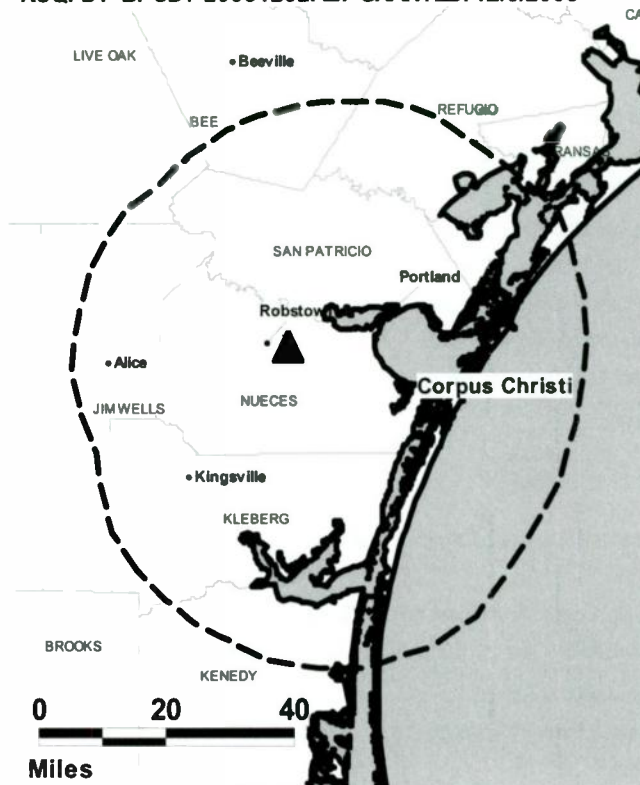 LIVE OAK
Beeville
BEE
REFUGIO
SAN PATRICIO
Portland
Robstown
Alice
Corpus Christi
JIM WELLS
NUECES
Kingsville
KLEBERG
BROOKS
KENEDY
0 20 40
Miles